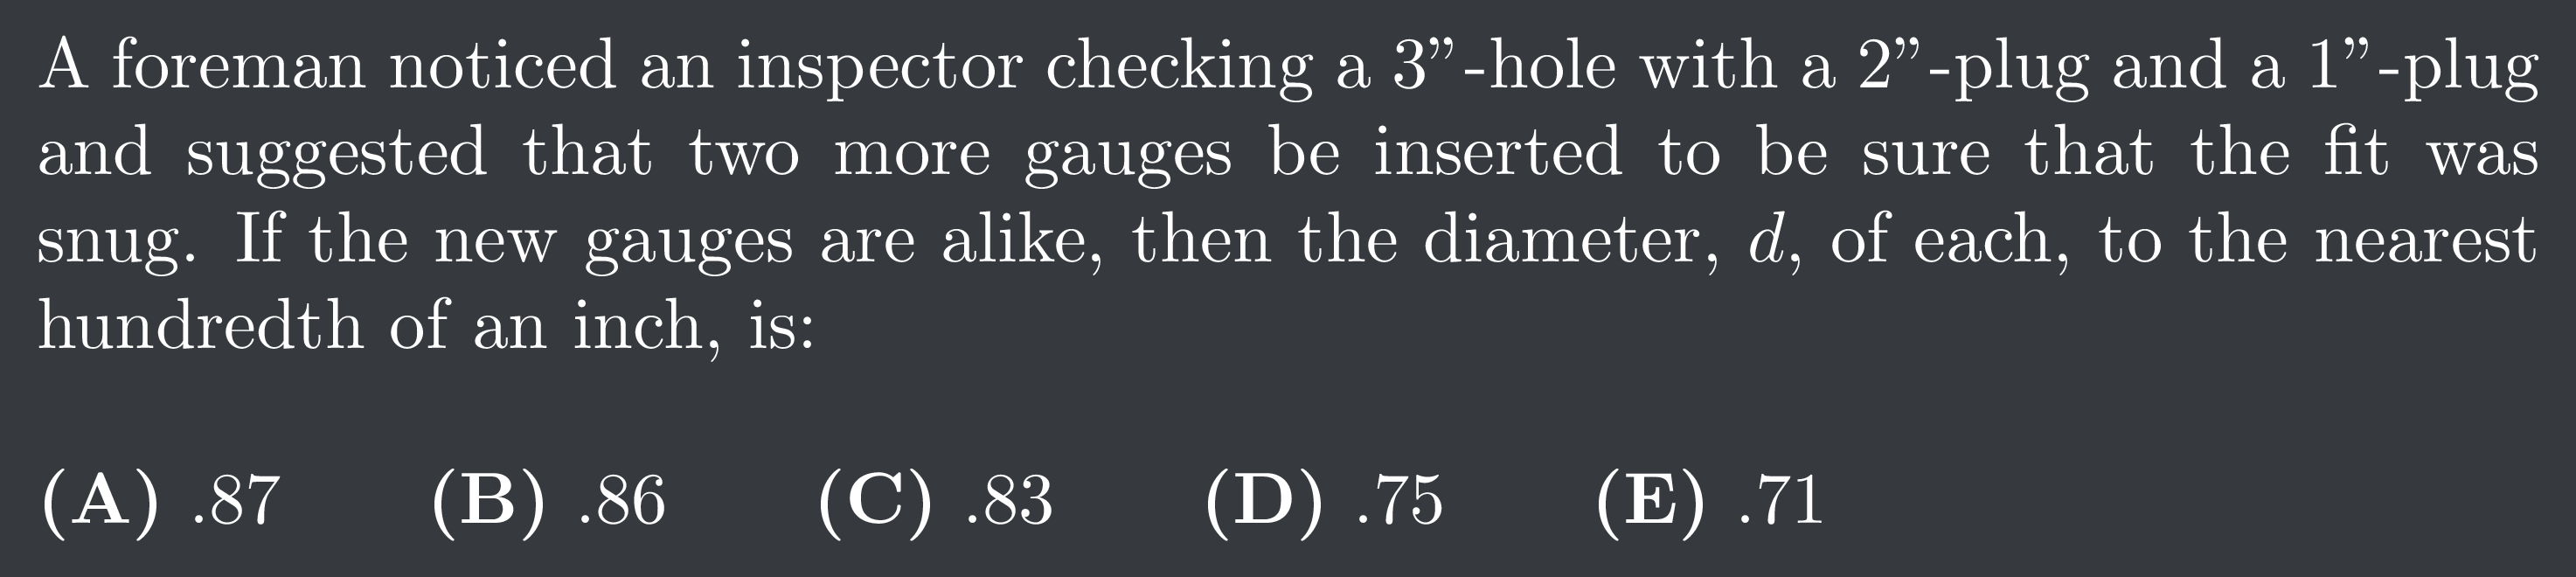 A foreman noticed an inspector checking a 3”-hole with a 2”-plug and a 1”-plug
and suggested that two more gauges be inserted to be sure that the fit was
snug. If the new gauges are alike, then the diameter, d, of each, to the nearest
hundredth of an inch, is:
(A) .87 (B) .86 (C) .83 (D) .75 (E) .71